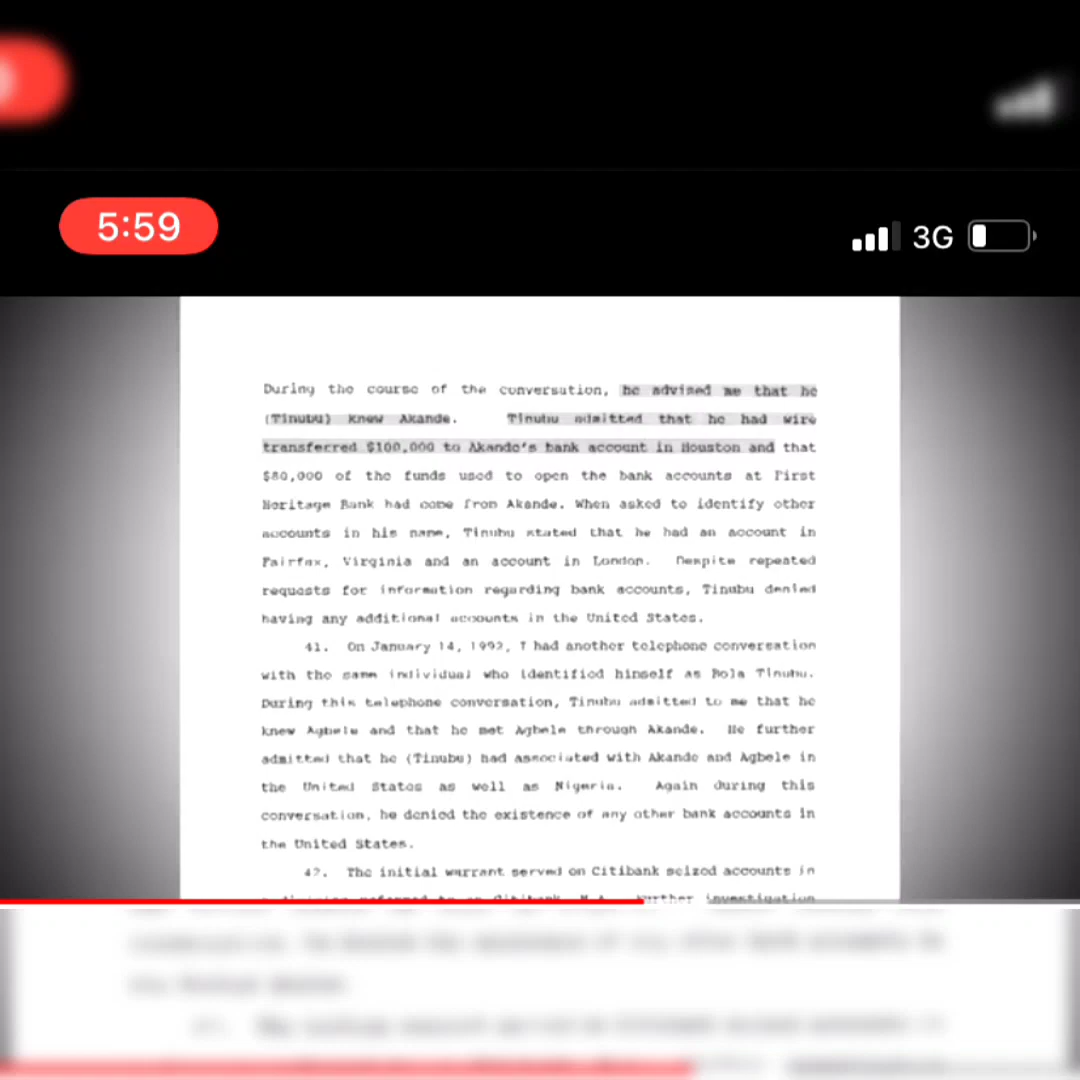 5:59
3G
During the course of the conversation, he advised me that he
(Tinubu) knew Akande. Tinubu admitted that he had wire
transferred $100,000 to Akande's bank account in Houston and that
$80,000 of the funds used to open the bank accounts at First
Heritage Bank had come from Akande. When asked to identify other
accounts in his name, Tinubu stated that he had an account in
Fairfax, Virginia and an account in London. Despite repeated
requests for information regarding bank accounts, Tinubu denied
having any additional accounts in the United States.
41. On January 14, 1992, I had another telephone conversation
with the same individual who identified himself as Bola Tinubu.
During this telephone conversation, Tinubu admitted to me that he
knew Agbele and that he met Agbele through Akande. He further
admitted that he (Tinubu) had associated with Akande and Agbele in
the United States as well as Nigeria. Again during this
conversation, he denied the existence of any other bank accounts in
the United States.
42. The initial warrant served on Citibank seized accounts in